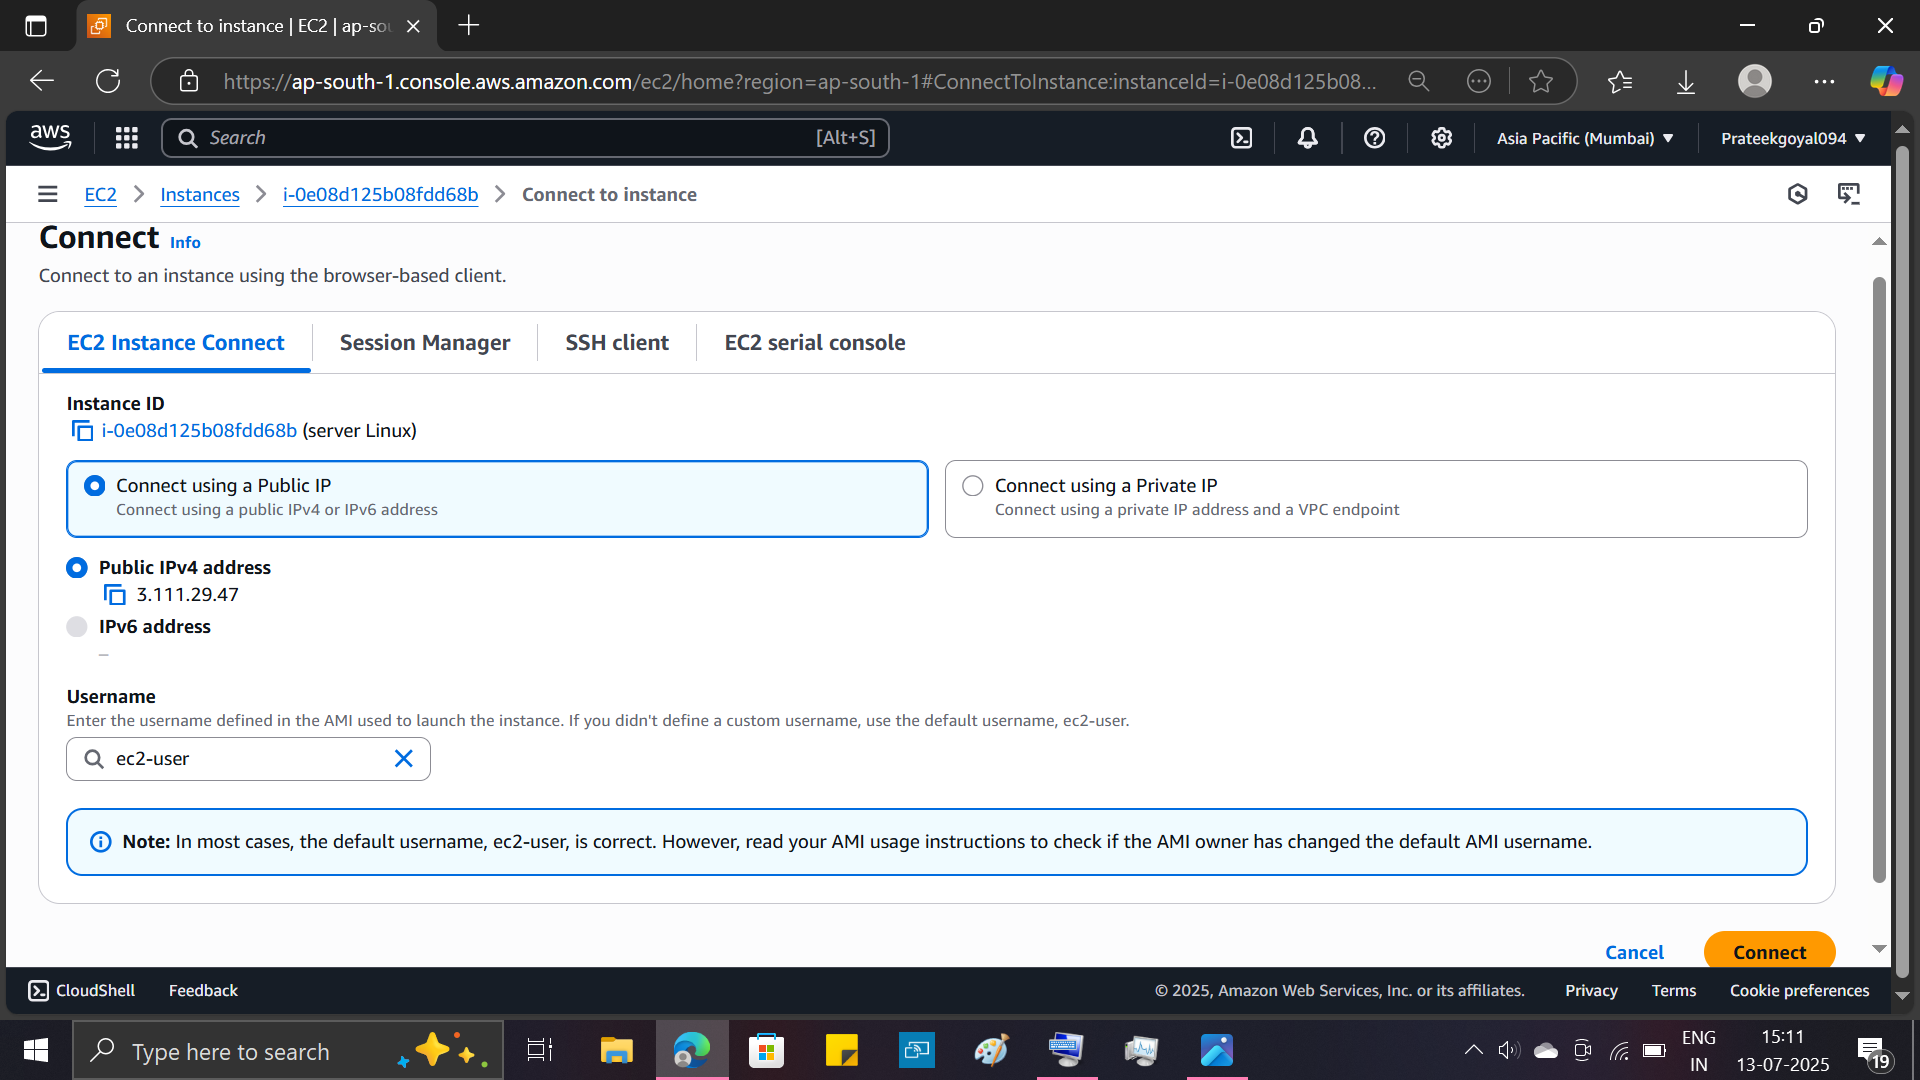 Connect to instance | EC2 | ap-sou
https://ap-south-1.console.aws.amazon.com/ec2/home?region=ap-south-1#ConnectToInstance:instanceId=i-0e08d125b08...
aws
Search
[Alt+S]
Asia Pacific (Mumbai)
Prateekgoyal094
EC2
Instances
i-0e08d125b08fdd68b
Connect to instance
Connect Info
Connect to an instance using the browser-based client.
EC2 Instance Connect
Session Manager
SSH client
EC2 serial console
Instance ID
i-0e08d125b08fdd68b (server Linux)
Connect using a Public IP
Connect using a public IPv4 or IPv6 address
Connect using a Private IP
Connect using a private IP address and a VPC endpoint
Public IPv4 address
3.111.29.47
IPv6 address
–
Username
Enter the username defined in the AMI used to launch the instance. If you didn't define a custom username, use the default username, ec2-user.
ec2-user
Note: In most cases, the default username, ec2-user, is correct. However, read your AMI usage instructions to check if the AMI owner has changed the default AMI username.
Cancel
Connect
CloudShell
Feedback
© 2025, Amazon Web Services, Inc. or its affiliates.
Privacy
Terms
Cookie preferences
Type here to search
ENG
IN
15:11
13-07-2025
19